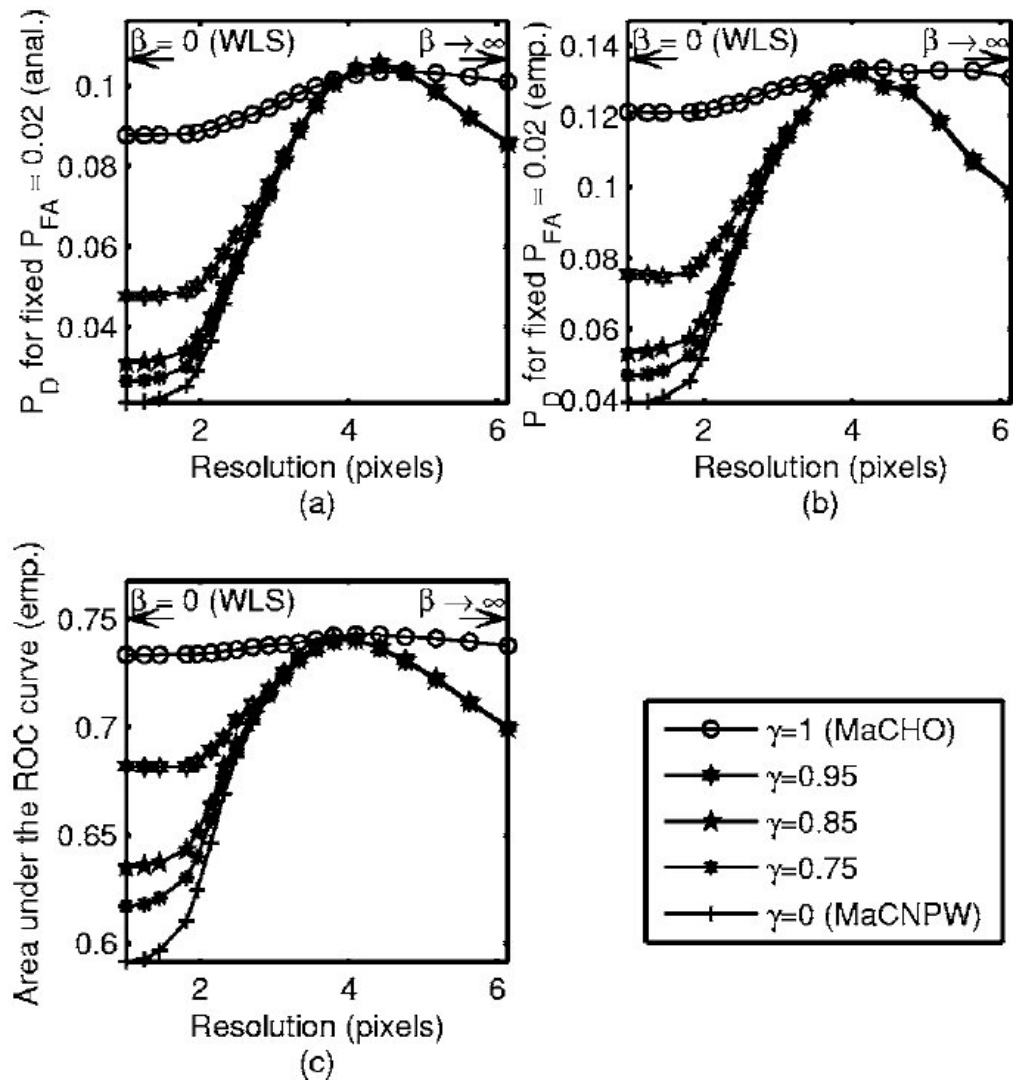 P_D for fixed P_FA = 0.02 (anal.)
β = 0 (WLS)
β → ∞
0.1
0.08
0.06
0.04
2
4
6
Resolution (pixels)
(a)
P_D for fixed P_FA = 0.02 (emp.)
β = 0 (WLS)
β → ∞
0.14
0.12
0.1
0.08
0.06
0.04
2
4
6
Resolution (pixels)
(b)
Area under the ROC curve (emp.)
β = 0 (WLS)
β → ∞
0.75
0.7
0.65
0.6
2
4
6
Resolution (pixels)
(c)
γ=1 (MaCHO)
γ=0.95
γ=0.85
γ=0.75
γ=0 (MaCNPW)